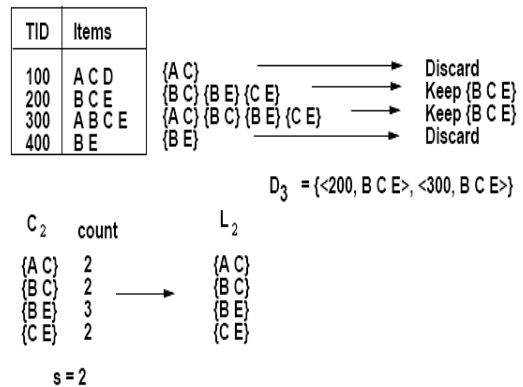 TID Items
100 A C D {A C} Discard
200 B C E {B C} {B E} {C E} Keep {B C E}
300 A B C E {A C} {B C} {B E} {C E} Keep {B C E}
400 B E {B E} Discard
D3 = {<200, B C E>, <300, B C E>}
C2 count L2
{A C} 2 {A C}
{B C} 2 {B C}
{B E} 3 {B E}
{C E} 2 {C E}
s = 2